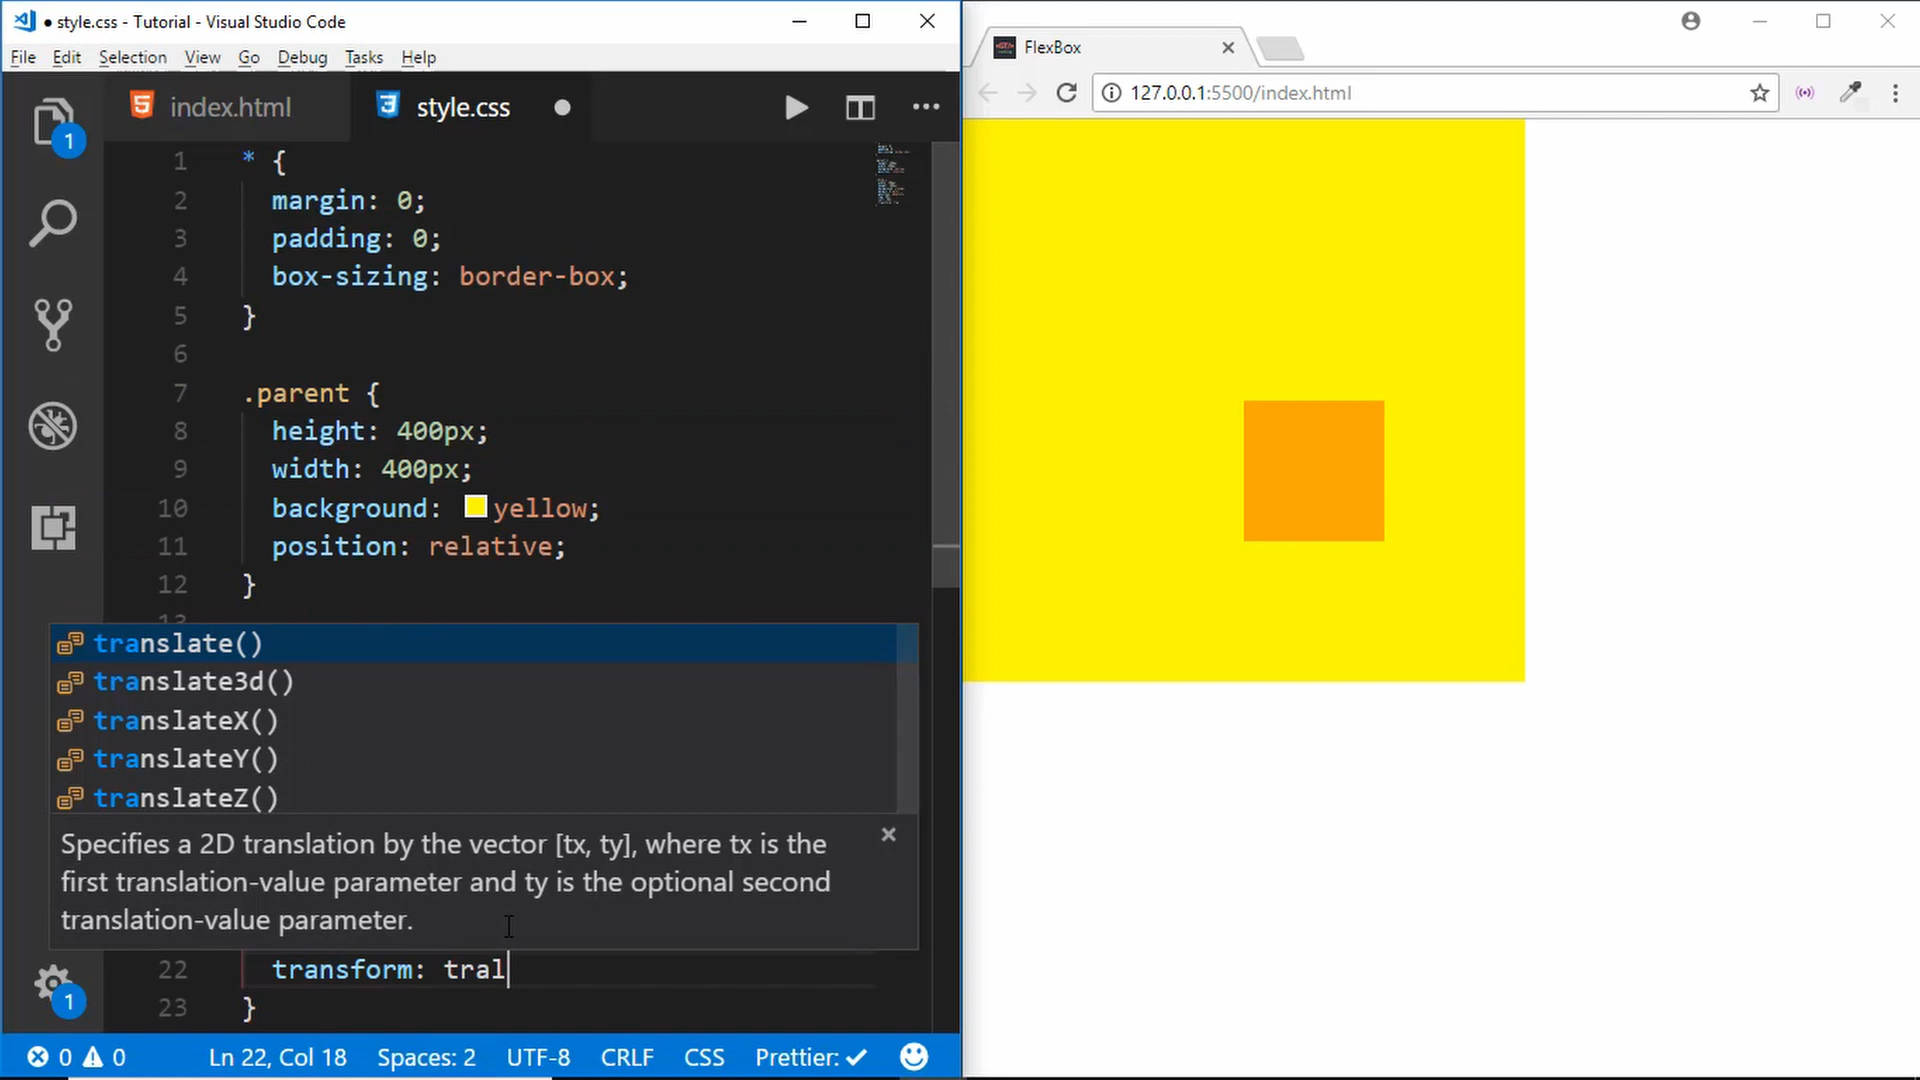 style.css - Tutorial - Visual Studio Code
File Edit Selection View Go Debug Tasks Help
index.html style.css
1 * {
2 margin: 0;
3 padding: 0;
4 box-sizing: border-box;
5 }
6
7 .parent {
8 height: 400px;
9 width: 400px;
10 background: yellow;
11 position: relative;
12 }
13
translate()
translate3d()
translateX()
translateY()
translateZ()
Specifies a 2D translation by the vector [tx, ty], where tx is the
first translation-value parameter and ty is the optional second
translation-value parameter.
22 transform: tral
23 }
1
1
0 0 Ln 22, Col 18 Spaces: 2 UTF-8 CRLF CSS Prettier:
FlexBox
127.0.0.1:5500/index.html